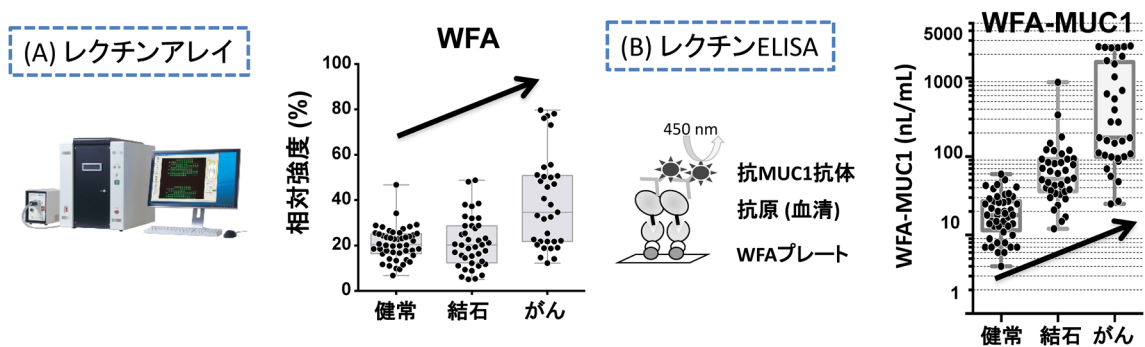 (A) レクチンアレイ
WFA
相対強度 (%)
100
80
60
40
20
0
健常
結石
がん
(B) レクチンELISA
450 nm
抗MUC1抗体
抗原 (血清)
WFAプレート
WFA-MUC1
WFA-MUC1 (nL/mL)
5000
1000
100
10
1
健常
結石
がん